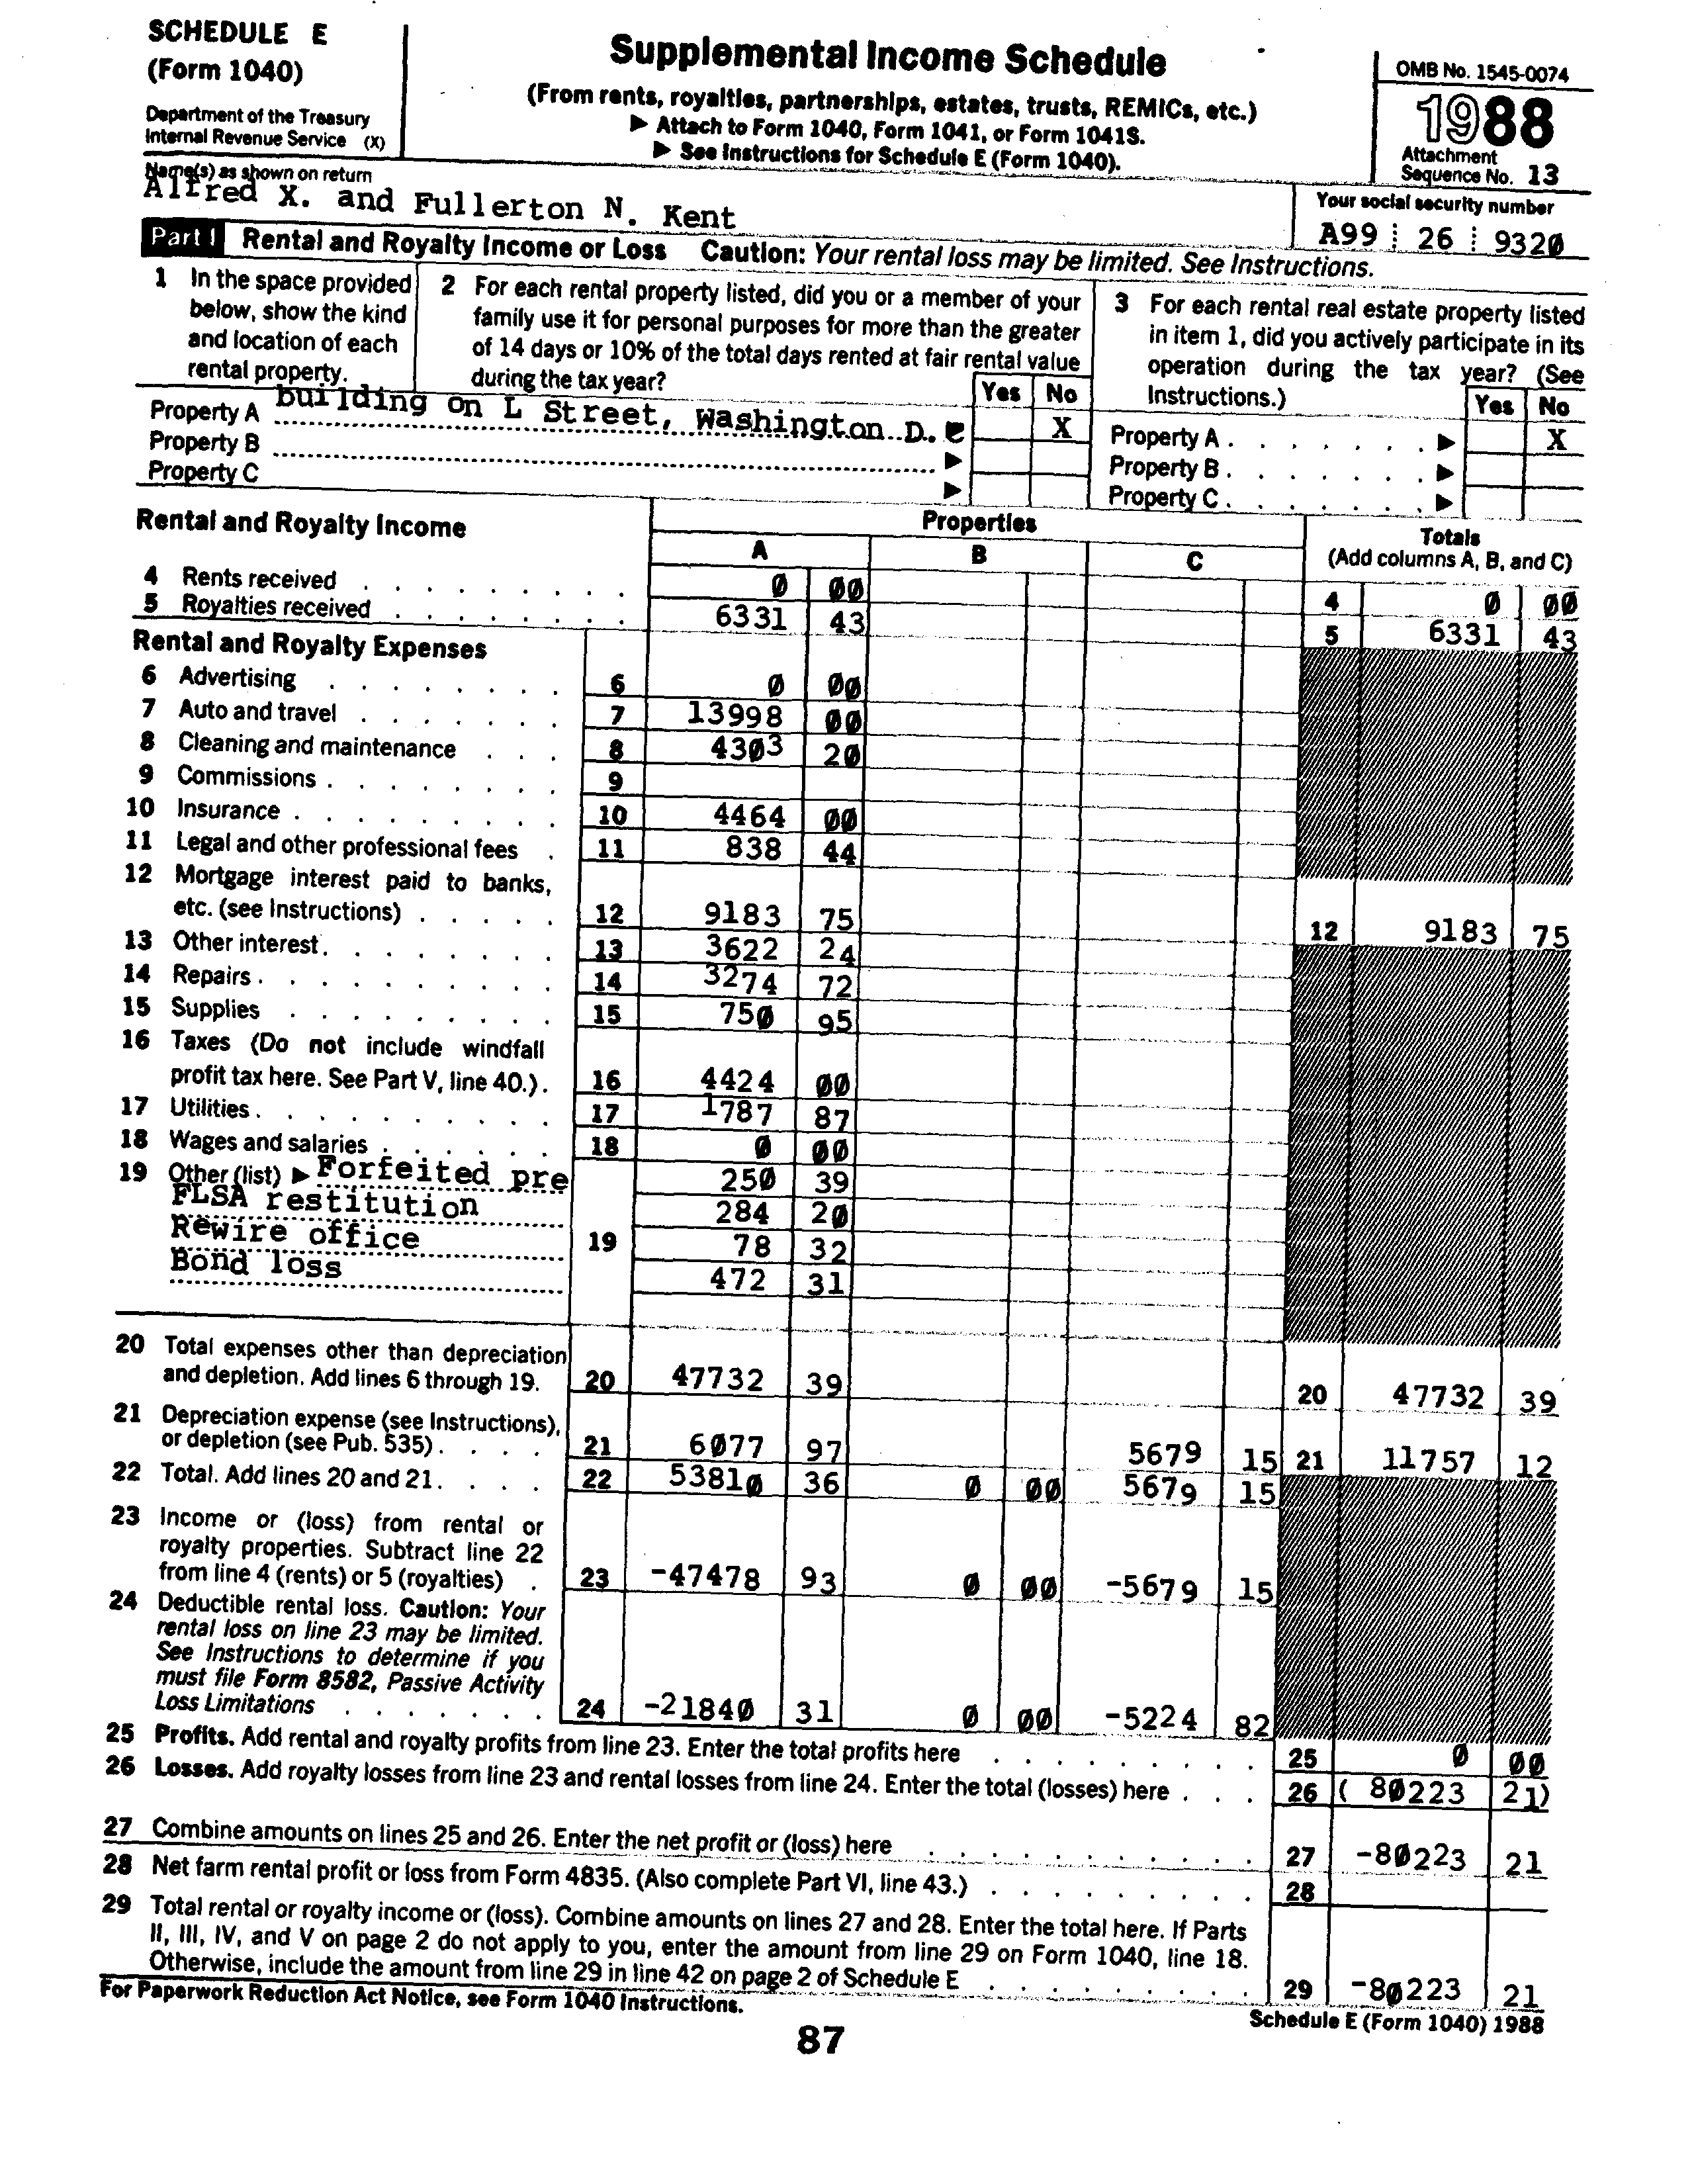 SCHEDULE E
(Form 1040)
Department of the Treasury
Internal Revenue Service (X)
Supplemental Income Schedule
(From rents, royalties, partnerships, estates, trusts, REMICs, etc.)
▶ Attach to Form 1040, Form 1041, or Form 1041S.
▶ See Instructions for Schedule E (Form 1040).
OMB No. 1545-0074
1988
Attachment
Sequence No. 13
Name(s) as shown on return
Alfred X. and Fullerton N. Kent
Your social security number
A99 26 9320
Part I Rental and Royalty Income or Loss Caution: Your rental loss may be limited. See Instructions.
1 In the space provided
below, show the kind
and location of each
rental property.
2 For each rental property listed, did you or a member of your
family use it for personal purposes for more than the greater
of 14 days or 10% of the total days rented at fair rental value
during the tax year?
Yes No
3 For each rental real estate property listed
in item 1, did you actively participate in its
operation during the tax year? (See
Instructions.)
Yes No
Property A building on L Street, Washington D. C X
Property B ▶
Property C ▶
Property A . . . . . . . ▶ X
Property B . . . . . . . ▶
Property C . . . . . . . ▶
Rental and Royalty Income
Properties
A B C
Totals
(Add columns A, B, and C)
4 Rents received 0 00 4 0 00
5 Royalties received 6331 43 5 6331 43
Rental and Royalty Expenses
6 Advertising 6 0 00
7 Auto and travel 7 13998 00
8 Cleaning and maintenance 8 4303 20
9 Commissions 9
10 Insurance 10 4464 00
11 Legal and other professional fees 11 838 44
12 Mortgage interest paid to banks,
etc. (see Instructions) 12 9183 75 12 9183 75
13 Other interest 13 3622 24
14 Repairs 14 3274 72
15 Supplies 15 750 95
16 Taxes (Do not include windfall
profit tax here. See Part V, line 40.) 16 4424 00
17 Utilities 17 1787 87
18 Wages and salaries 18 0 00
19 Other (list) ▶ Forfeited pre 250 39
FLSA restitution 284 20
Rewire office 19 78 32
Bond loss 472 31
20 Total expenses other than depreciation
and depletion. Add lines 6 through 19. 20 47732 39 20 47732 39
21 Depreciation expense (see Instructions),
or depletion (see Pub. 535) 21 6077 97 5679 15 21 11757 12
22 Total. Add lines 20 and 21 22 53810 36 0 00 5679 15
23 Income or (loss) from rental or
royalty properties. Subtract line 22
from line 4 (rents) or 5 (royalties) 23 -47478 93 0 00 -5679 15
24 Deductible rental loss. Caution: Your
rental loss on line 23 may be limited.
See Instructions to determine if you
must file Form 8582, Passive Activity
Loss Limitations 24 -21840 31 0 00 -5224 82
25 Profits. Add rental and royalty profits from line 23. Enter the total profits here 25 0 00
26 Losses. Add royalty losses from line 23 and rental losses from line 24. Enter the total (losses) here 26 ( 80223 21)
27 Combine amounts on lines 25 and 26. Enter the net profit or (loss) here 27 -80223 21
28 Net farm rental profit or loss from Form 4835. (Also complete Part VI, line 43.) 28
29 Total rental or royalty income or (loss). Combine amounts on lines 27 and 28. Enter the total here. If Parts
II, III, IV, and V on page 2 do not apply to you, enter the amount from line 29 on Form 1040, line 18.
Otherwise, include the amount from line 29 in line 42 on page 2 of Schedule E 29 -80223 21
For Paperwork Reduction Act Notice, see Form 1040 Instructions.
Schedule E (Form 1040) 1988
87